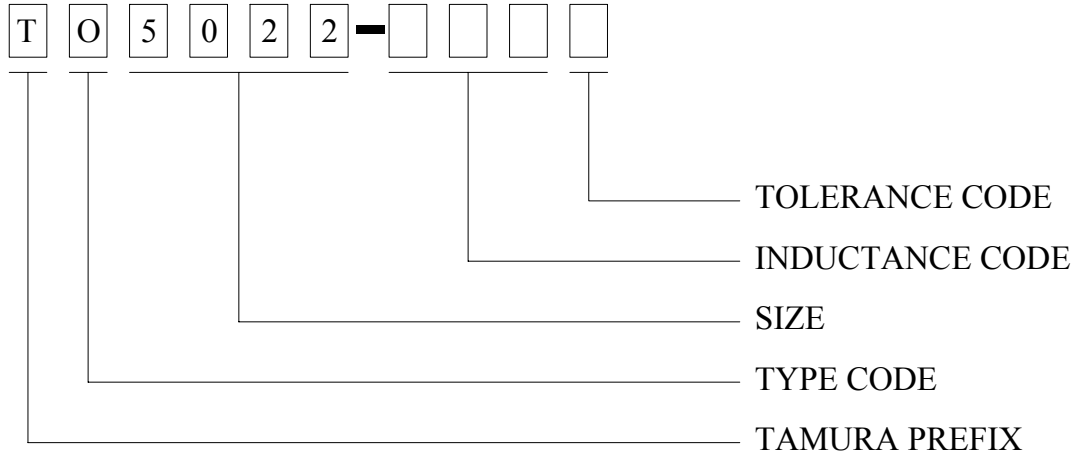 T O 5 0 2 2 -
TOLERANCE CODE
INDUCTANCE CODE
SIZE
TYPE CODE
TAMURA PREFIX